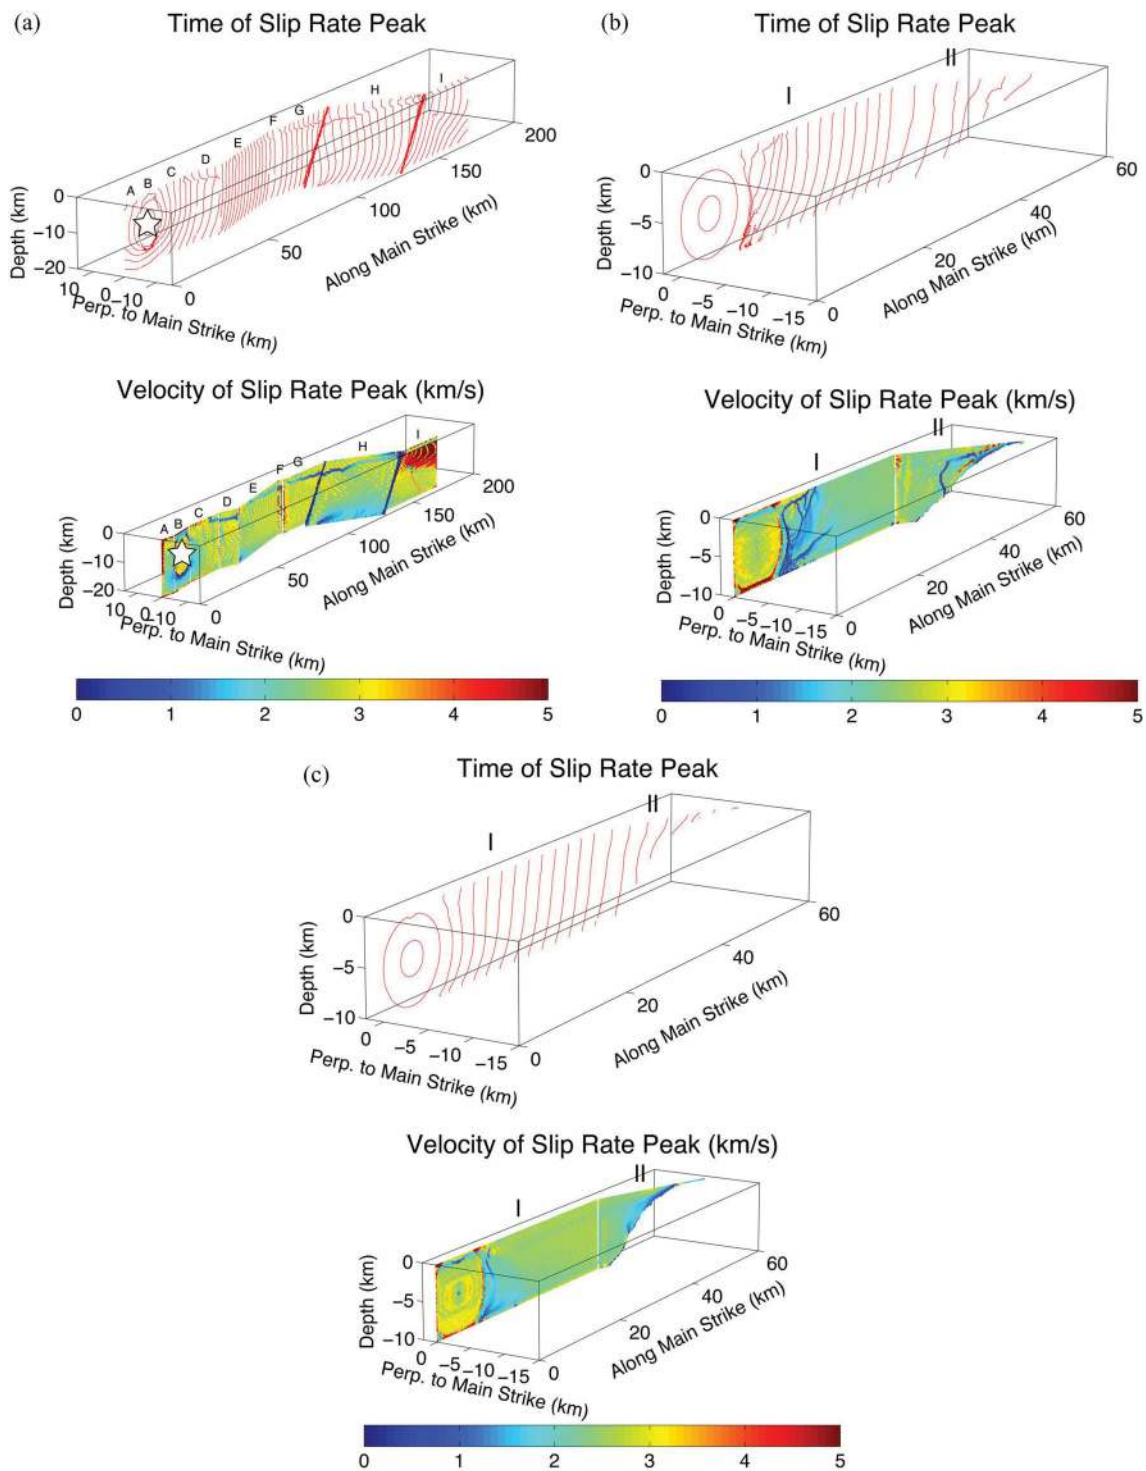 (a)
Time of Slip Rate Peak
A B C D E F G H I
0
−10
−20
Depth (km)
10 0 −10
Perp. to Main Strike (km)
0 50 100 150 200
Along Main Strike (km)
Velocity of Slip Rate Peak (km/s)
A B C D E F G H I
0
−10
−20
Depth (km)
10 0 −10
Perp. to Main Strike (km)
0 50 100 150 200
Along Main Strike (km)
0 1 2 3 4 5
(b)
Time of Slip Rate Peak
I II
0
−5
−10
Depth (km)
0 −5 −10 −15
Perp. to Main Strike (km)
0 20 40 60
Along Main Strike (km)
Velocity of Slip Rate Peak (km/s)
I II
0
−5
−10
Depth (km)
0 −5 −10 −15
Perp. to Main Strike (km)
0 20 40 60
Along Main Strike (km)
0 1 2 3 4 5
(c)
Time of Slip Rate Peak
I II
0
−5
−10
Depth (km)
0 −5 −10 −15
Perp. to Main Strike (km)
0 20 40 60
Along Main Strike (km)
Velocity of Slip Rate Peak (km/s)
I II
0
−5
−10
Depth (km)
0 −5 −10 −15
Perp. to Main Strike (km)
0 20 40 60
Along Main Strike (km)
0 1 2 3 4 5